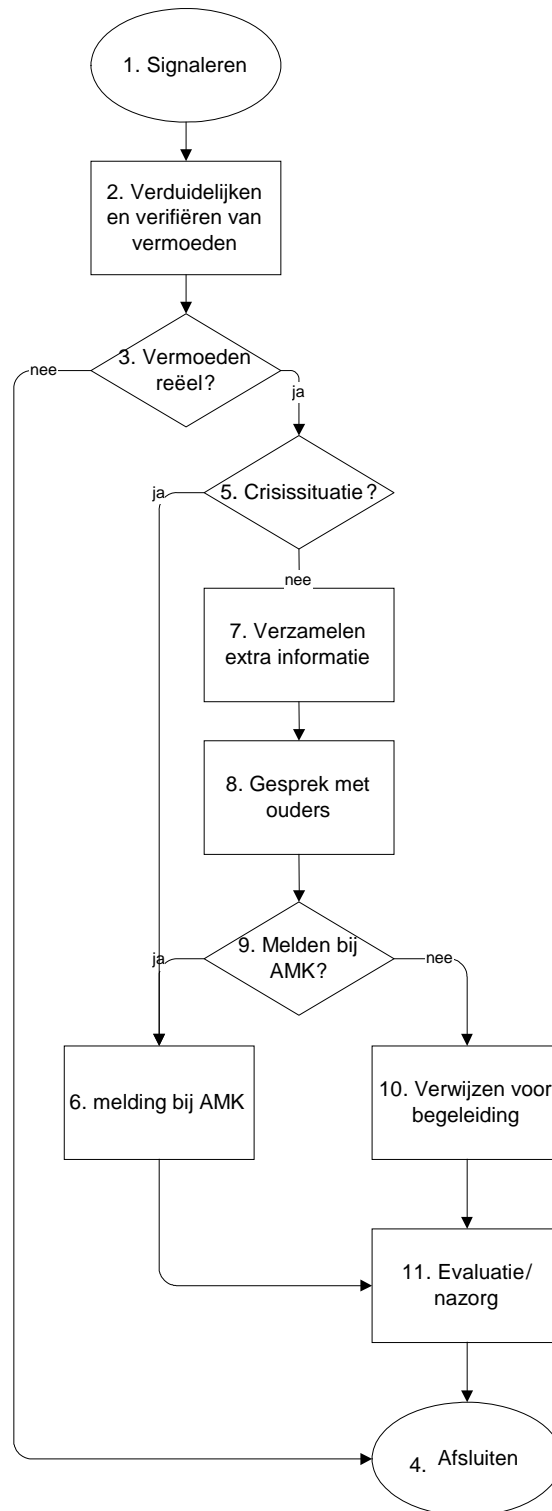 1. Signaleren
2. Verduidelijken
en verifiëren van
vermoeden
3. Vermoeden
reëel?
nee
ja
5. Crisissituatie?
ja
nee
7. Verzamelen
extra informatie
8. Gesprek met
ouders
9. Melden bij
AMK?
ja
nee
6. melding bij AMK
10. Verwijzen voor
begeleiding
11. Evaluatie/
nazorg
4. Afsluiten